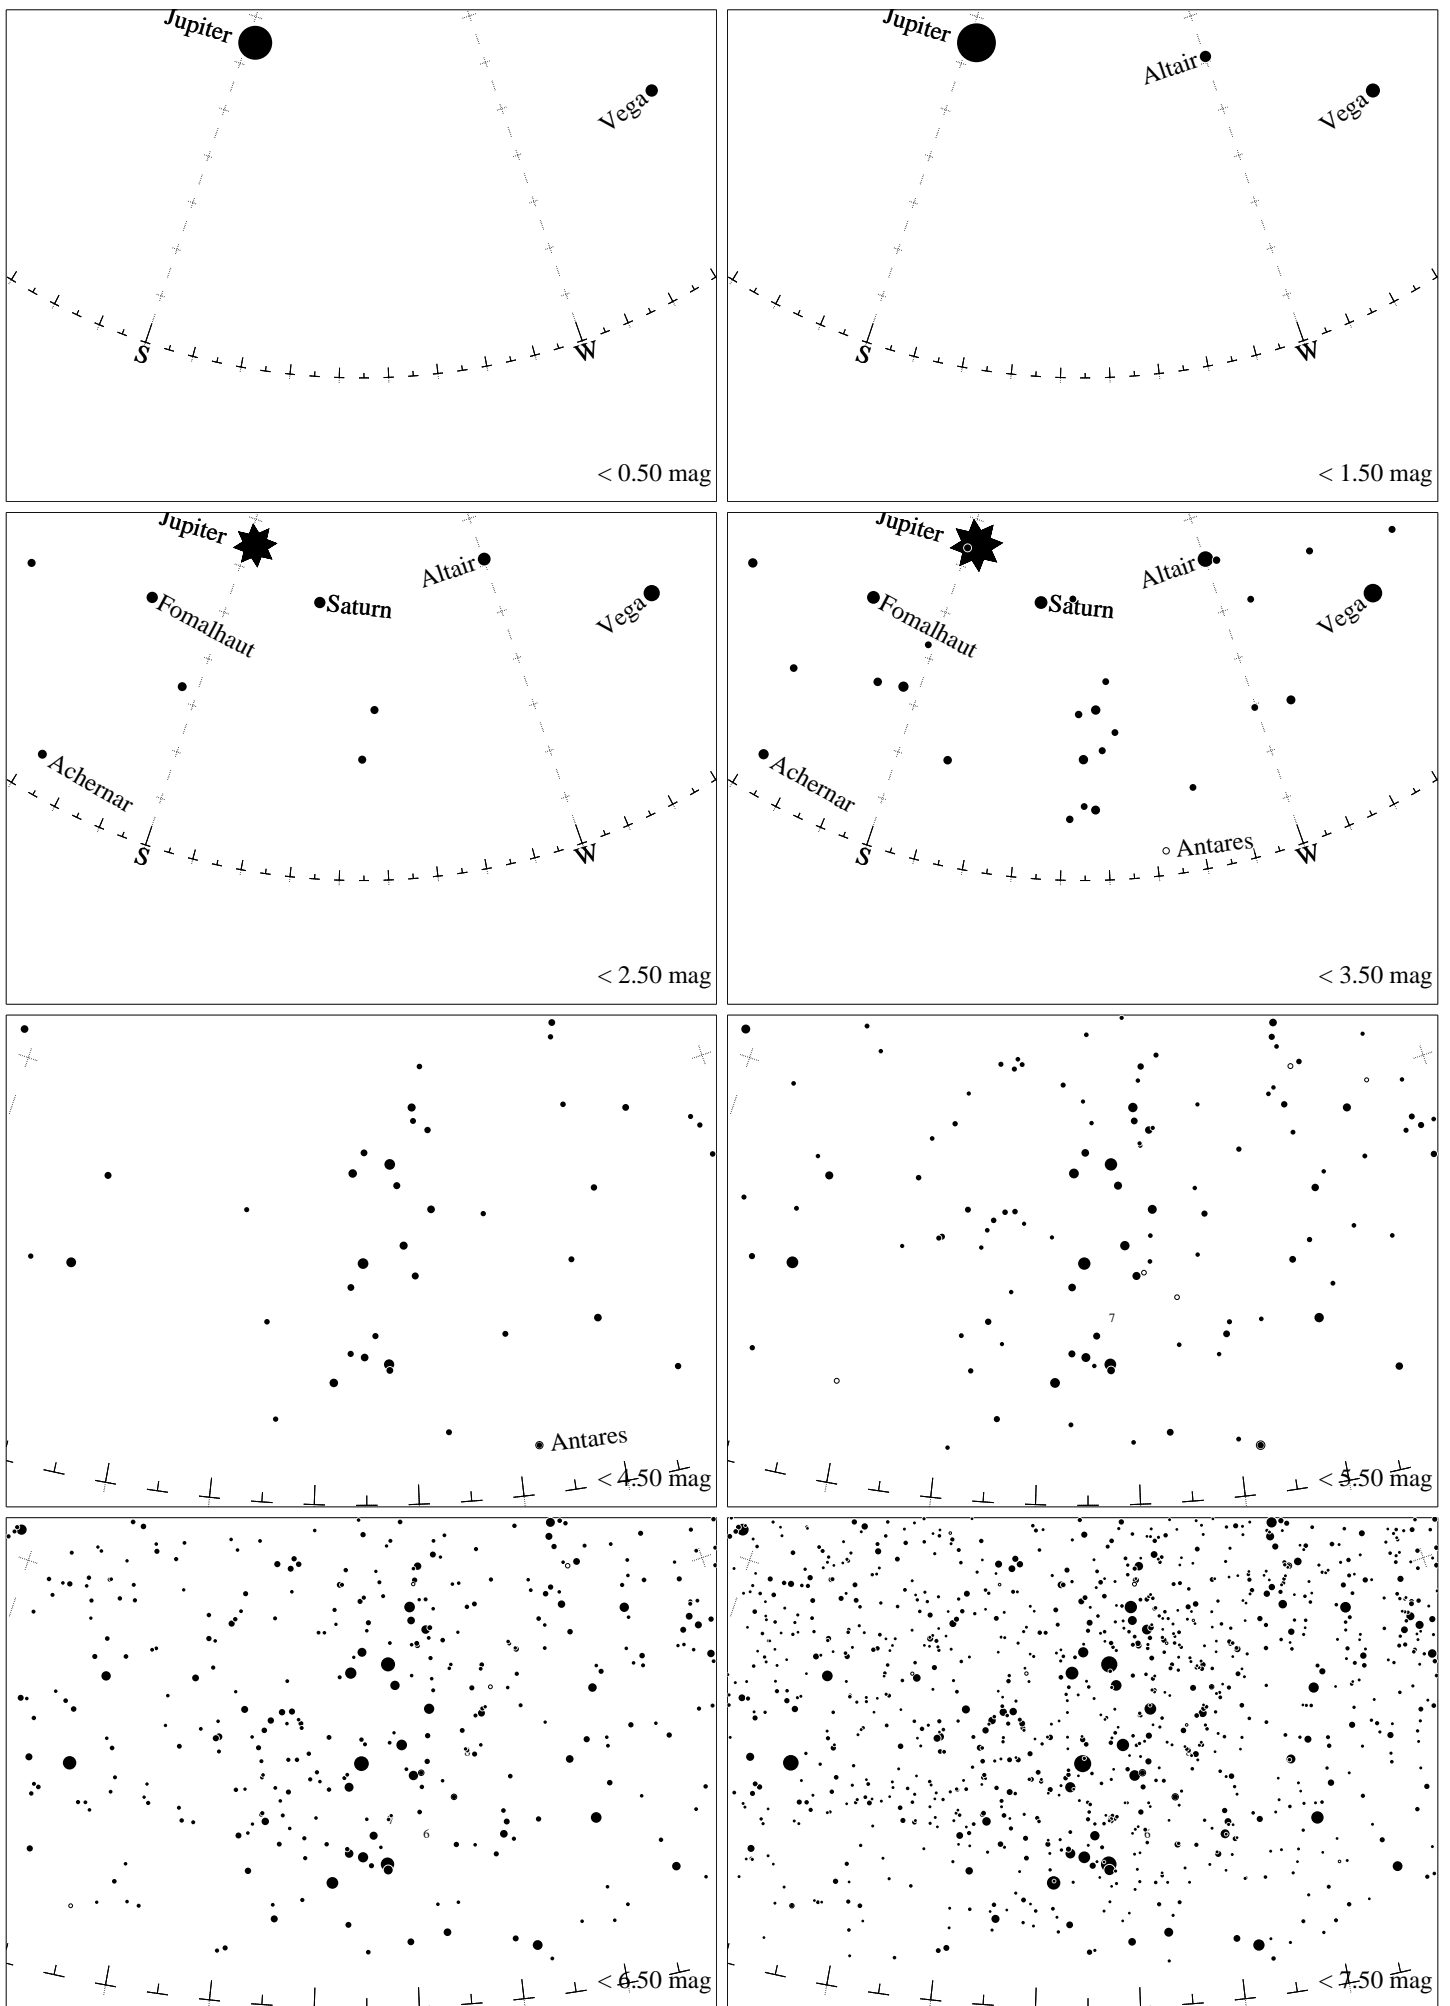 Jupiter
Vega
S
W
< 0.50 mag
Jupiter
Altair
Vega
S
W
< 1.50 mag
Jupiter
Altair
Saturn
Fomalhaut
Vega
Achernar
S
W
< 2.50 mag
Jupiter
Altair
Saturn
Fomalhaut
Vega
Achernar
Antares
S
W
< 3.50 mag
Antares
< 4.50 mag
7
< 5.50 mag
6
< 6.50 mag
6
< 7.50 mag